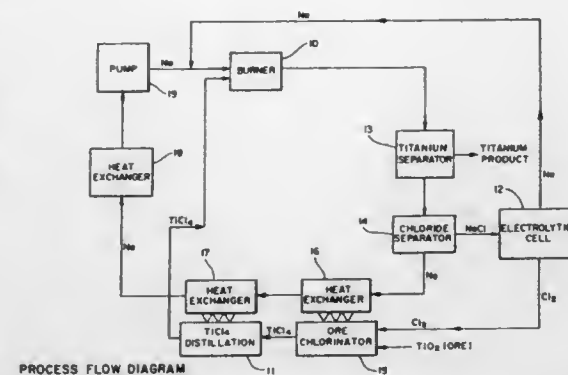 Na
10
PUMP
Na
BURNER
19
13
TITANIUM
SEPARATOR
TITANIUM
PRODUCT
HEAT
EXCHANGER
18
12
Na
TiCl4
14
CHLORIDE
SEPARATOR
NaCl
ELECTROLYTIC
CELL
Na
17
16
Na
HEAT
EXCHANGER
HEAT
EXCHANGER
Cl2
TiCl4
DISTILLATION
TiCl4
ORE
CHLORINATOR
Cl2
TiO2 (ORE)
PROCESS FLOW DIAGRAM
11
15